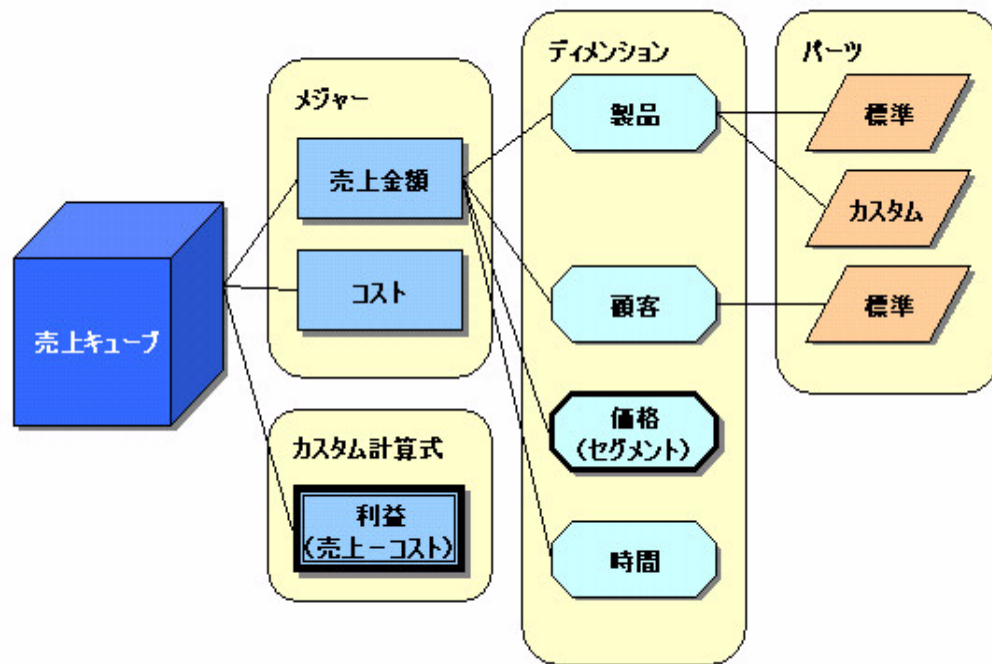 売上キューブ
メジャー
売上金額
コスト
カスタム計算式
利益
(売上－コスト)
ディメンション
製品
顧客
価格
(セグメント)
時間
パーツ
標準
カスタム
標準